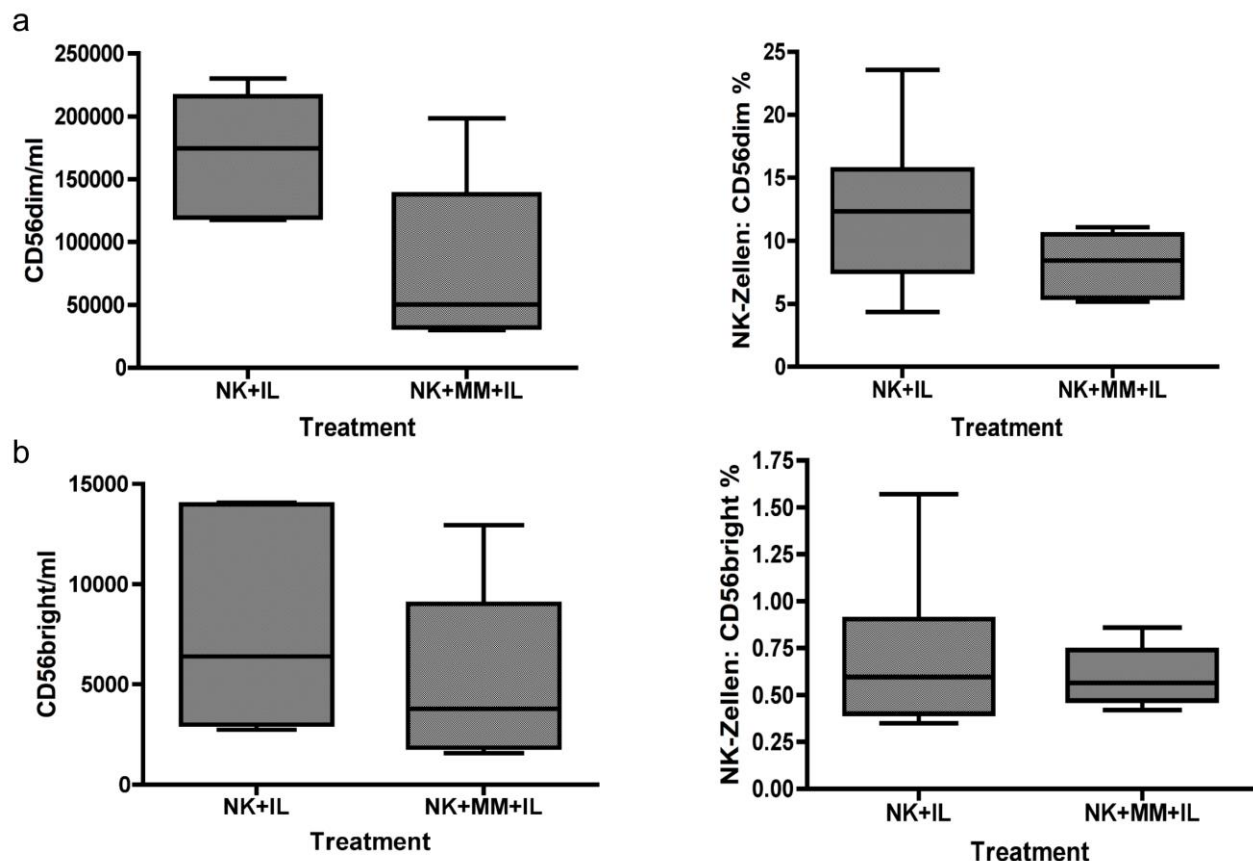 a
CD56dim/ml
250000
200000
150000
100000
50000
0
NK+IL
NK+MM+IL
Treatment
NK-Zellen: CD56dim %
25
20
15
10
5
0
NK+IL
NK+MM+IL
Treatment
b
CD56bright/ml
15000
10000
5000
0
NK+IL
NK+MM+IL
Treatment
NK-Zellen: CD56bright %
1.75
1.50
1.25
1.00
0.75
0.50
0.25
0.00
NK+IL
NK+MM+IL
Treatment